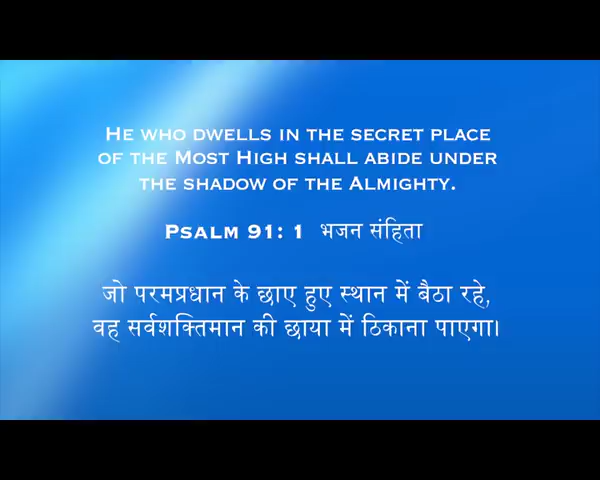 He who dwells in the secret place
of the Most High shall abide under
the shadow of the Almighty.
Psalm 91: 1 भजन संहिता
जो परमप्रधान के छाए हुए स्थान में बैठा रहे,
वह सर्वशक्तिमान की छाया में ठिकाना पाएगा।